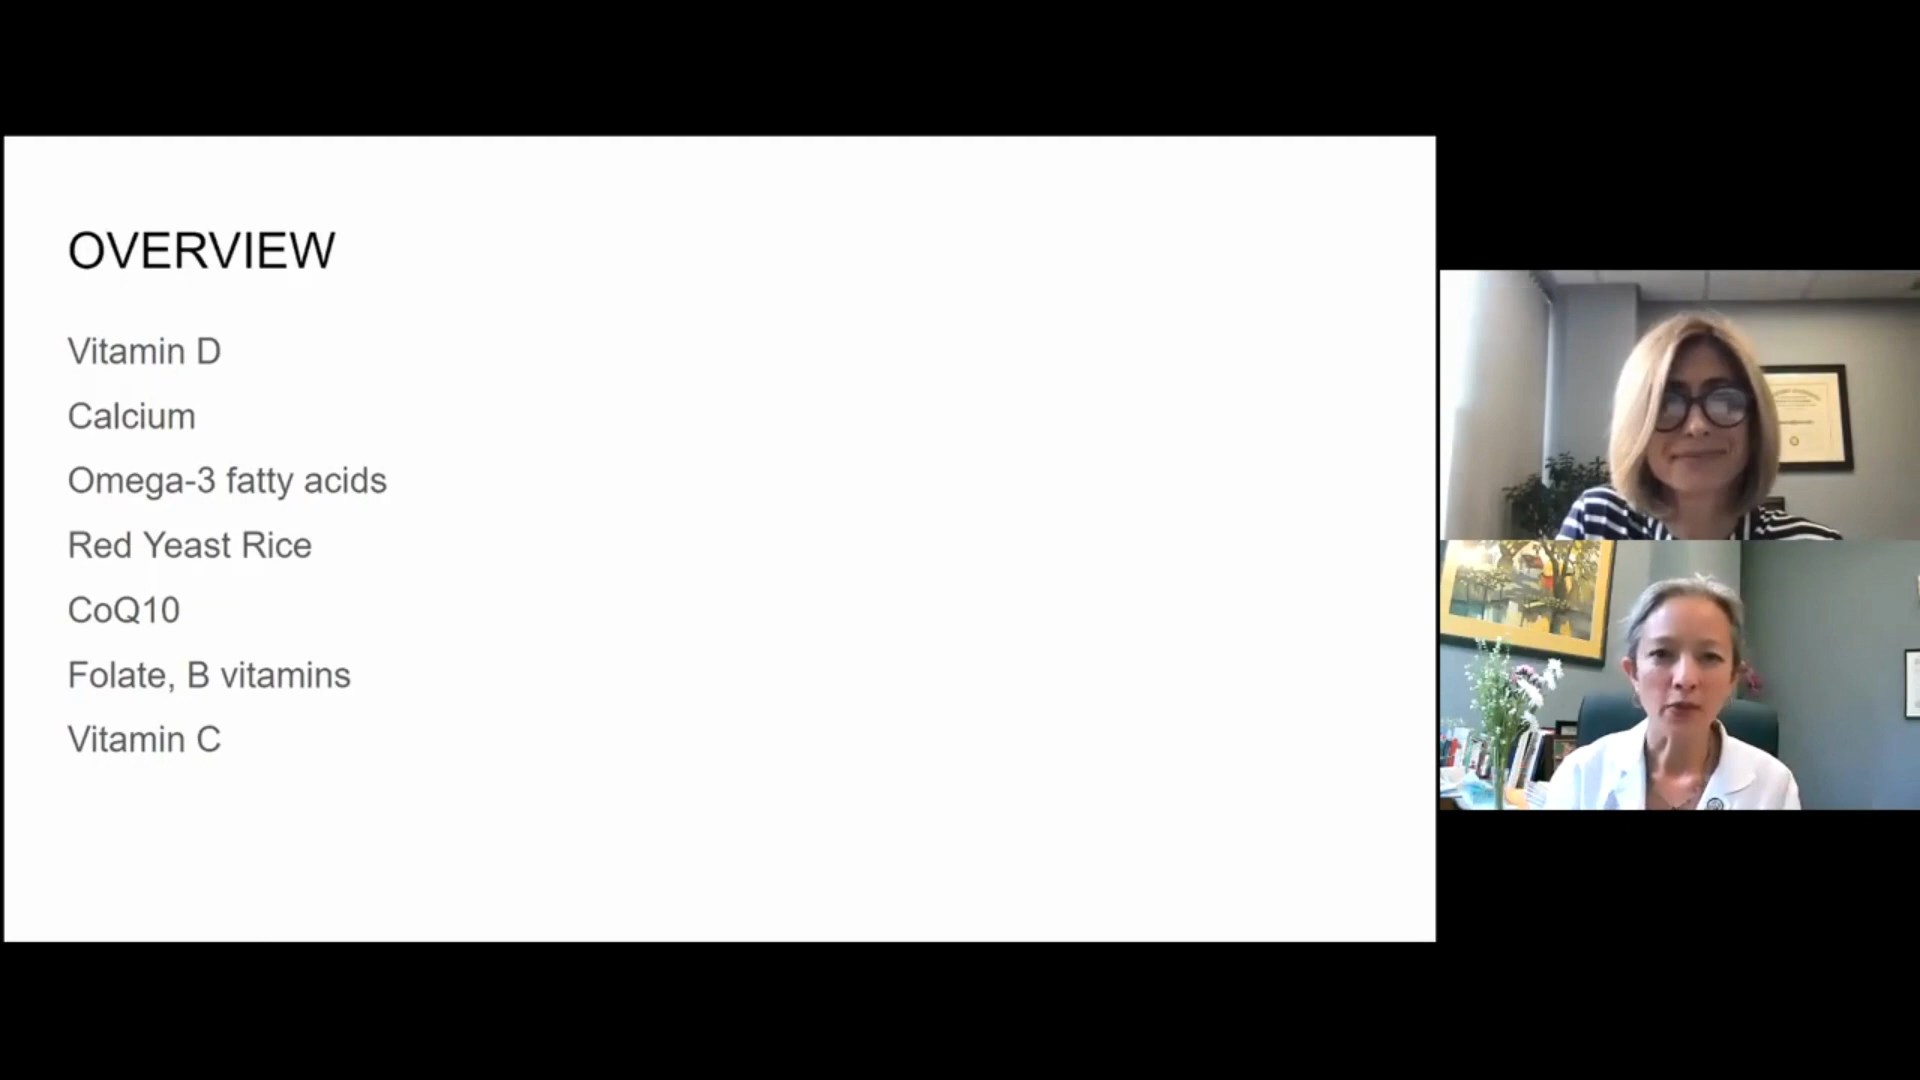 OVERVIEW
Vitamin D
Calcium
Omega-3 fatty acids
Red Yeast Rice
CoQ10
Folate, B vitamins
Vitamin C